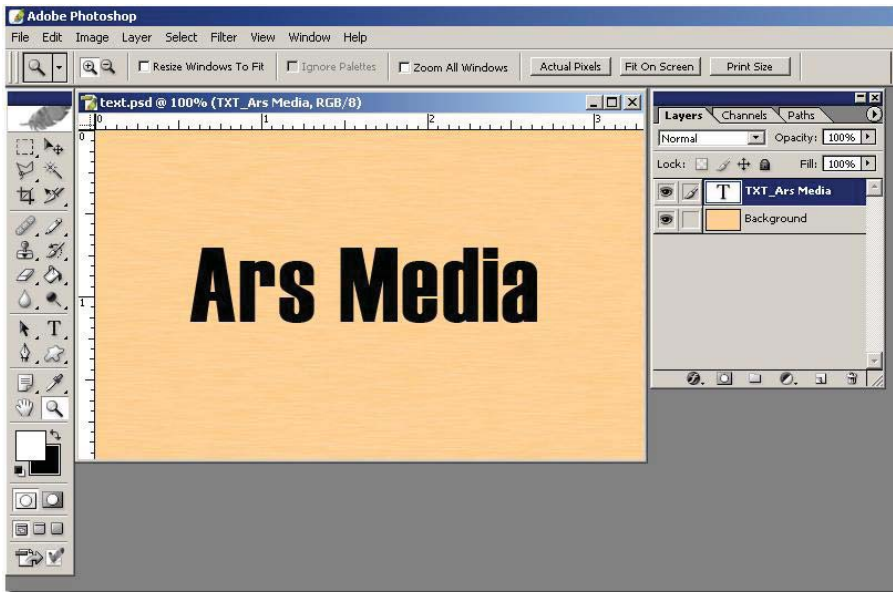 Adobe Photoshop
File Edit Image Layer Select Filter View Window Help
Resize Windows To Fit Ignore Palettes Zoom All Windows Actual Pixels Fit On Screen Print Size
text.psd @ 100% (TXT_Ars Media, RGB/8)
0 1 2 3
0
1
Ars Media
Layers Channels Paths
Normal Opacity: 100%
Lock: Fill: 100%
T TXT_Ars Media
Background
T